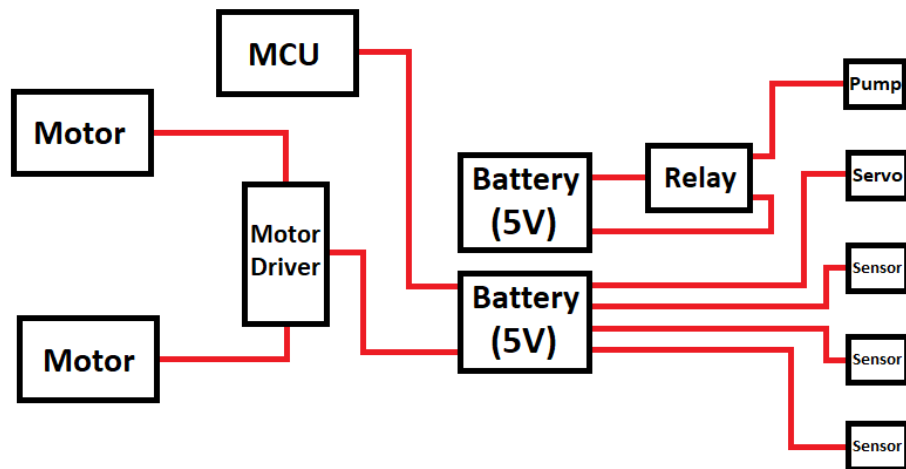 MCU
Pump
Motor
Battery
(5V)
Relay
Servo
Motor
Driver
Sensor
Battery
(5V)
Motor
Sensor
Sensor